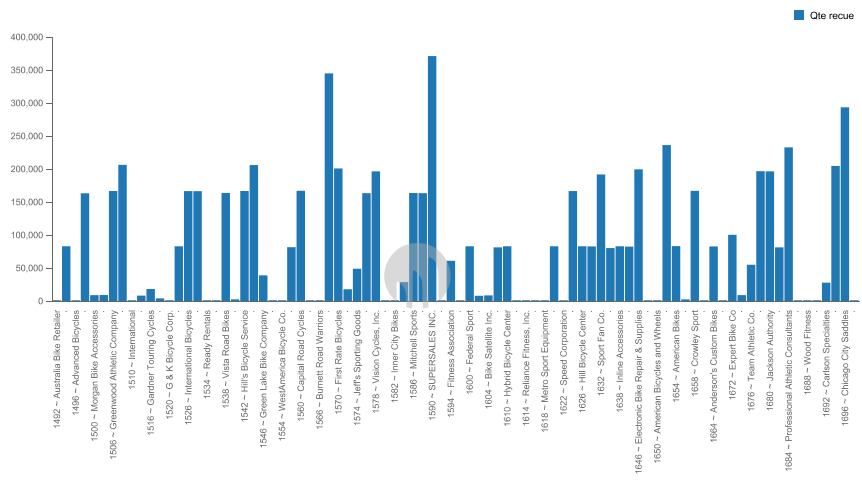 Qte recue
400,000
350,000
300,000
250,000
200,000
150,000
100,000
50,000
0
1492 ~ Australia Bike Retailer
1496 ~ Advanced Bicycles
1500 ~ Morgan Bike Accessories
1506 ~ Greenwood Athletic Company
1510 ~ International
1516 ~ Gardner Touring Cycles
1520 ~ G & K Bicycle Corp.
1526 ~ International Bicycles
1534 ~ Ready Rentals
1538 ~ Vista Road Bikes
1542 ~ Hill's Bicycle Service
1546 ~ Green Lake Bike Company
1554 ~ WestAmerica Bicycle Co.
1560 ~ Capital Road Cycles
1566 ~ Burnett Road Warriors
1570 ~ First Rate Bicycles
1574 ~ Jeff's Sporting Goods
1578 ~ Vision Cycles, Inc.
1582 ~ Inner City Bikes
1586 ~ Mitchell Sports
1590 ~ SUPERSALES INC.
1594 ~ Fitness Association
1600 ~ Federal Sport
1604 ~ Bike Satellite Inc.
1610 ~ Hybrid Bicycle Center
1614 ~ Reliance Fitness, Inc.
1618 ~ Metro Sport Equipment
1622 ~ Speed Corporation
1626 ~ Hill Bicycle Center
1632 ~ Sport Fan Co.
1638 ~ Inline Accessories
1646 ~ Electronic Bike Repair & Supplies
1650 ~ American Bicycles and Wheels
1654 ~ American Bikes
1658 ~ Crowley Sport
1664 ~ Anderson's Custom Bikes
1672 ~ Expert Bike Co
1676 ~ Team Athletic Co.
1680 ~ Jackson Authority
1684 ~ Professional Athletic Consultants
1688 ~ Wood Fitness
1692 ~ Carlson Specialties
1696 ~ Chicago City Saddles